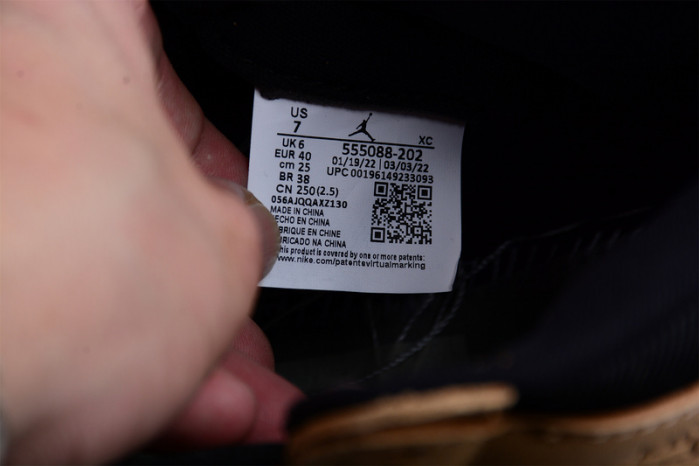 US
7
XC
UK 6
555088-202
EUR 40
01/19/22 03/03/22
cm 25
UPC 00196149233093
BR 38
CN 250(2.5)
056AJQQAXZ130
MADE IN CHINA
HECHO EN CHINA
FABRIQUE EN CHINE
FABRICADO NA CHINA
This product is covered by one or more patents:
www.nike.com/patentsvirtualmarking